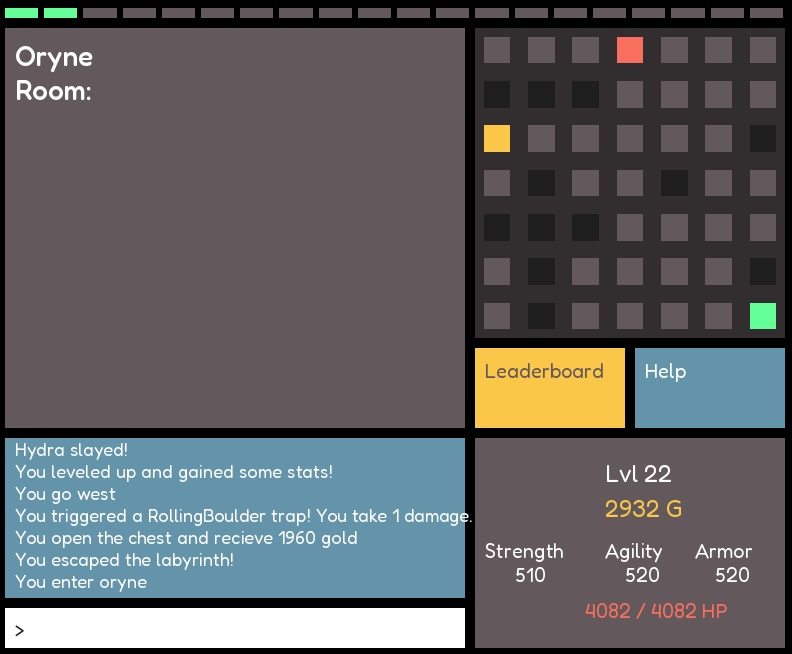 Oryne
Room:
Leaderboard
Help
Hydra slayed!
You leveled up and gained some stats!
You go west
You triggered a RollingBoulder trap! You take 1 damage.
You open the chest and recieve 1960 gold
You escaped the labyrinth!
You enter oryne
>
Lvl 22
2932 G
Strength Agility Armor
510 520 520
4082 / 4082 HP